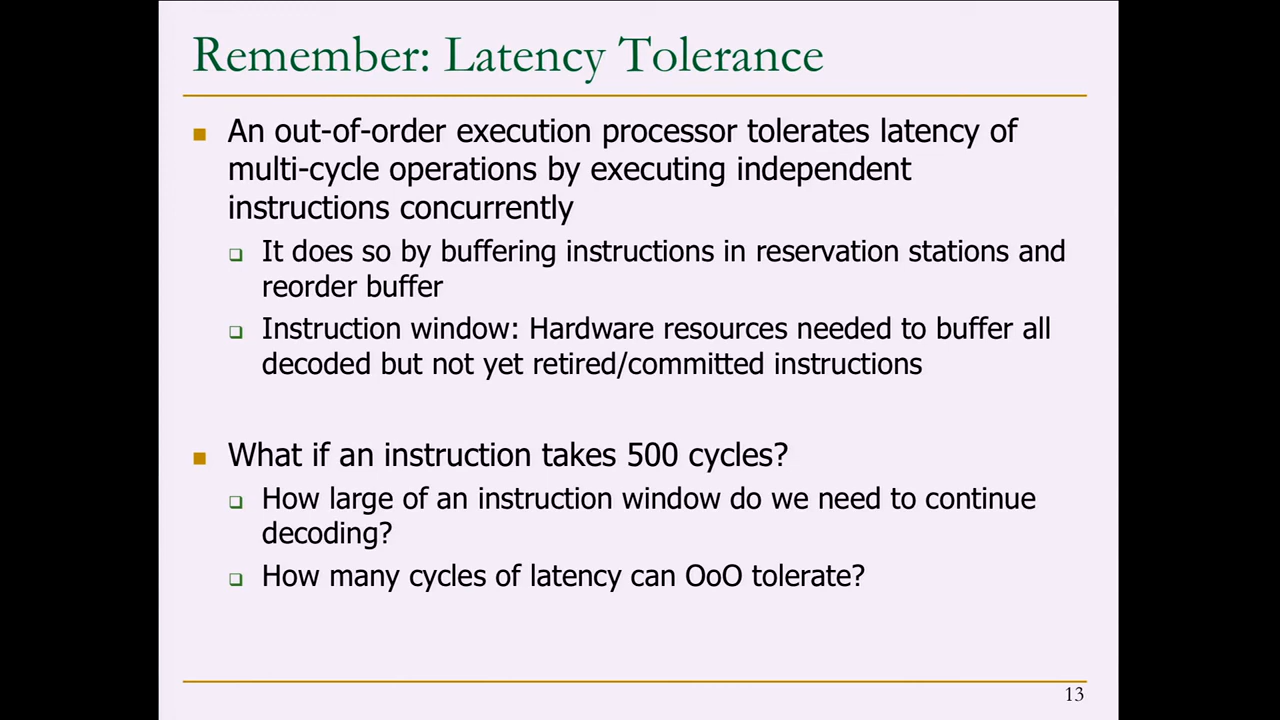 Remember: Latency Tolerance
An out-of-order execution processor tolerates latency of
multi-cycle operations by executing independent
instructions concurrently
It does so by buffering instructions in reservation stations and
reorder buffer
Instruction window: Hardware resources needed to buffer all
decoded but not yet retired/committed instructions
What if an instruction takes 500 cycles?
How large of an instruction window do we need to continue
decoding?
How many cycles of latency can OoO tolerate?
13